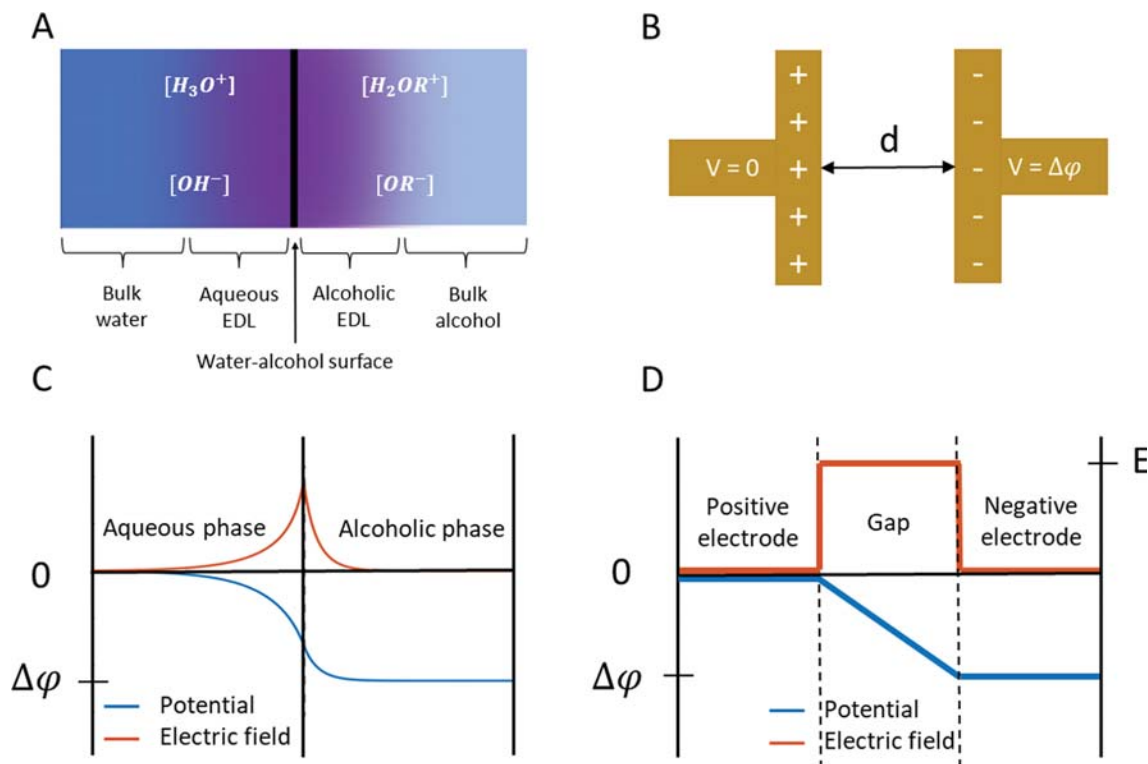 A
[H₃O⁺] [H₂OR⁺]
[OH⁻] [OR⁻]
Bulk water
Aqueous EDL
Alcoholic EDL
Bulk alcohol
Water-alcohol surface
B
+ -
+ -
d
V = 0 + - V = Δφ
+ -
+ -
C
Aqueous phase
Alcoholic phase
0
Δφ
Potential
Electric field
D
E
Positive electrode
Gap
Negative electrode
0
Δφ
Potential
Electric field